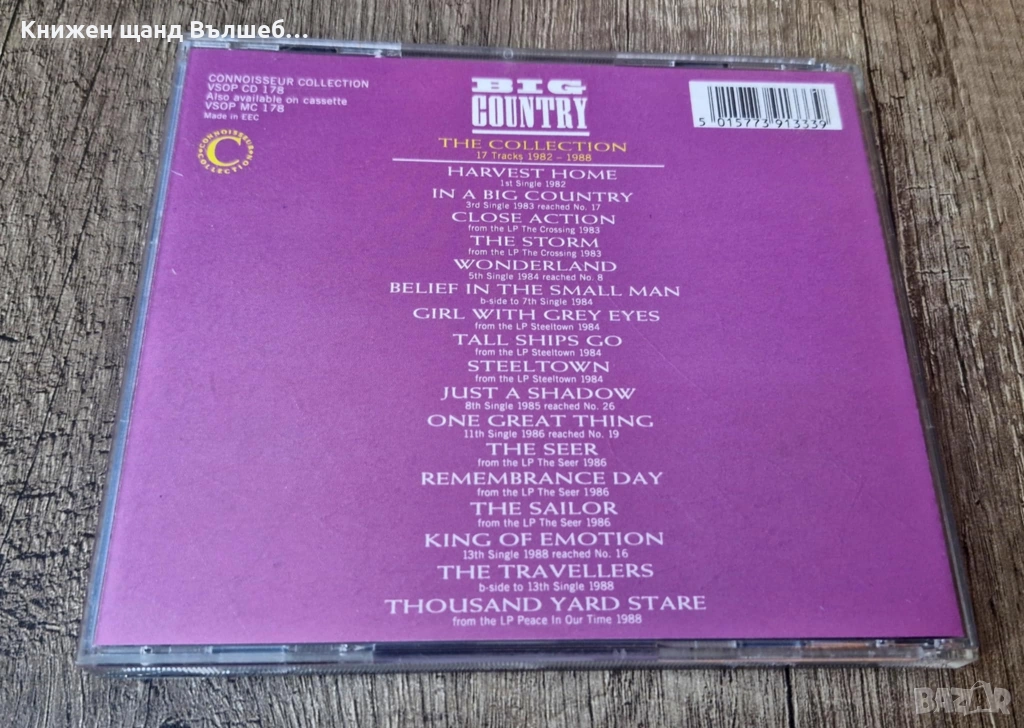 Книжен щанд Вълшеб...
CONNOISSEUR COLLECTION
VSOP CD 178
Also available on cassette
VSOP MC 178
Made in EEC
CONNOISSEUR
C
COLLECTION
BIG
COUNTRY
5 015773 913339
THE COLLECTION
17 Tracks 1982 - 1988
HARVEST HOME
1st Single 1982
IN A BIG COUNTRY
3rd Single 1983 reached No. 17
CLOSE ACTION
from the LP The Crossing 1983
THE STORM
from the LP The Crossing 1983
WONDERLAND
5th Single 1984 reached No. 8
BELIEF IN THE SMALL MAN
b-side to 7th Single 1984
GIRL WITH GREY EYES
from the LP Steeltown 1984
TALL SHIPS GO
from the LP Steeltown 1984
STEELTOWN
from the LP Steeltown 1984
JUST A SHADOW
8th Single 1985 reached No. 26
ONE GREAT THING
11th Single 1986 reached No. 19
THE SEER
from the LP The Seer 1986
REMEMBRANCE DAY
from the LP The Seer 1986
THE SAILOR
from the LP The Seer 1986
KING OF EMOTION
13th Single 1988 reached No. 16
THE TRAVELLERS
b-side to 13th Single 1988
THOUSAND YARD STARE
from the LP Peace In Our Time 1988
BAZAR